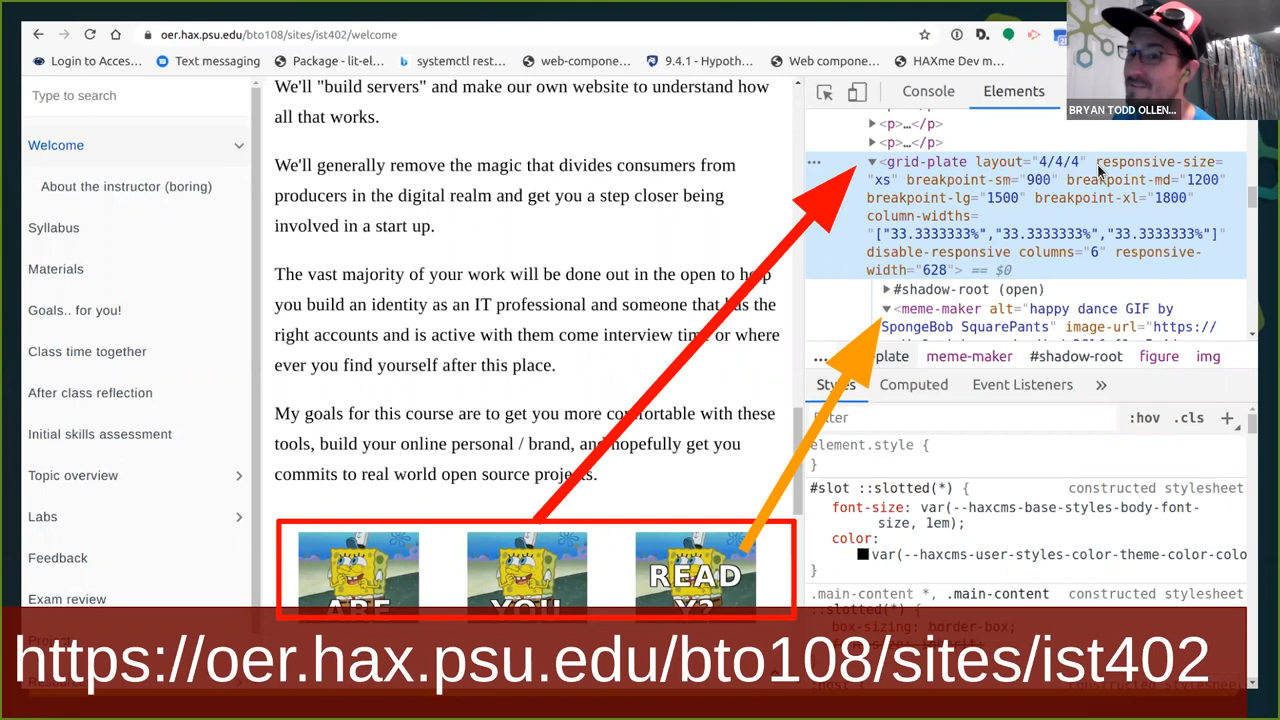 oer.hax.psu.edu/bto108/sites/ist402/welcome
Login to Acces… Text messaging Package - lit-el… systemctl rest… web-compone… 9.4.1 - Hypoth… Web compone… HAXme Dev m…
BRYAN TODD OLLEN…
Type to search
Welcome
About the instructor (boring)
Syllabus
Materials
Goals.. for you!
Class time together
After class reflection
Initial skills assessment
Topic overview
Labs
Feedback
Exam review
We'll "build servers" and make our own website to understand how
all that works.
We'll generally remove the magic that divides consumers from
producers in the digital realm and get you a step closer being
involved in a start up.
The vast majority of your work will be done out in the open to help
you build an identity as an IT professional and someone that has the
right accounts and is active with them come interview time or where
ever you find yourself after this place.
My goals for this course are to get you more comfortable with these
tools, build your online personal / brand, and hopefully get you
commits to real world open source projects.
ARE YOU READ
Y?
Console Elements
<p>…</p>
<p>…</p>
<grid-plate layout="4/4/4" responsive-size=
"xs" breakpoint-sm="900" breakpoint-md="1200"
breakpoint-lg="1500" breakpoint-xl="1800"
column-widths=
"["33.3333333%","33.3333333%","33.3333333%"]"
disable-responsive columns="6" responsive-
width="628"> == $0
#shadow-root (open)
<meme-maker alt="happy dance GIF by
SpongeBob SquarePants" image-url="https://
… plate meme-maker #shadow-root figure img
Styles Computed Event Listeners »
Filter :hov .cls +
element.style {
}
#slot ::slotted(*) { constructed stylesheet
font-size: var(--haxcms-base-styles-body-font-
size, 1em);
color:
var(--haxcms-user-styles-color-theme-color-colo
}
.main-content *, .main-content constructed stylesheet
::slotted(*) {
box-sizing: border-box;
https://oer.hax.psu.edu/bto108/sites/ist402